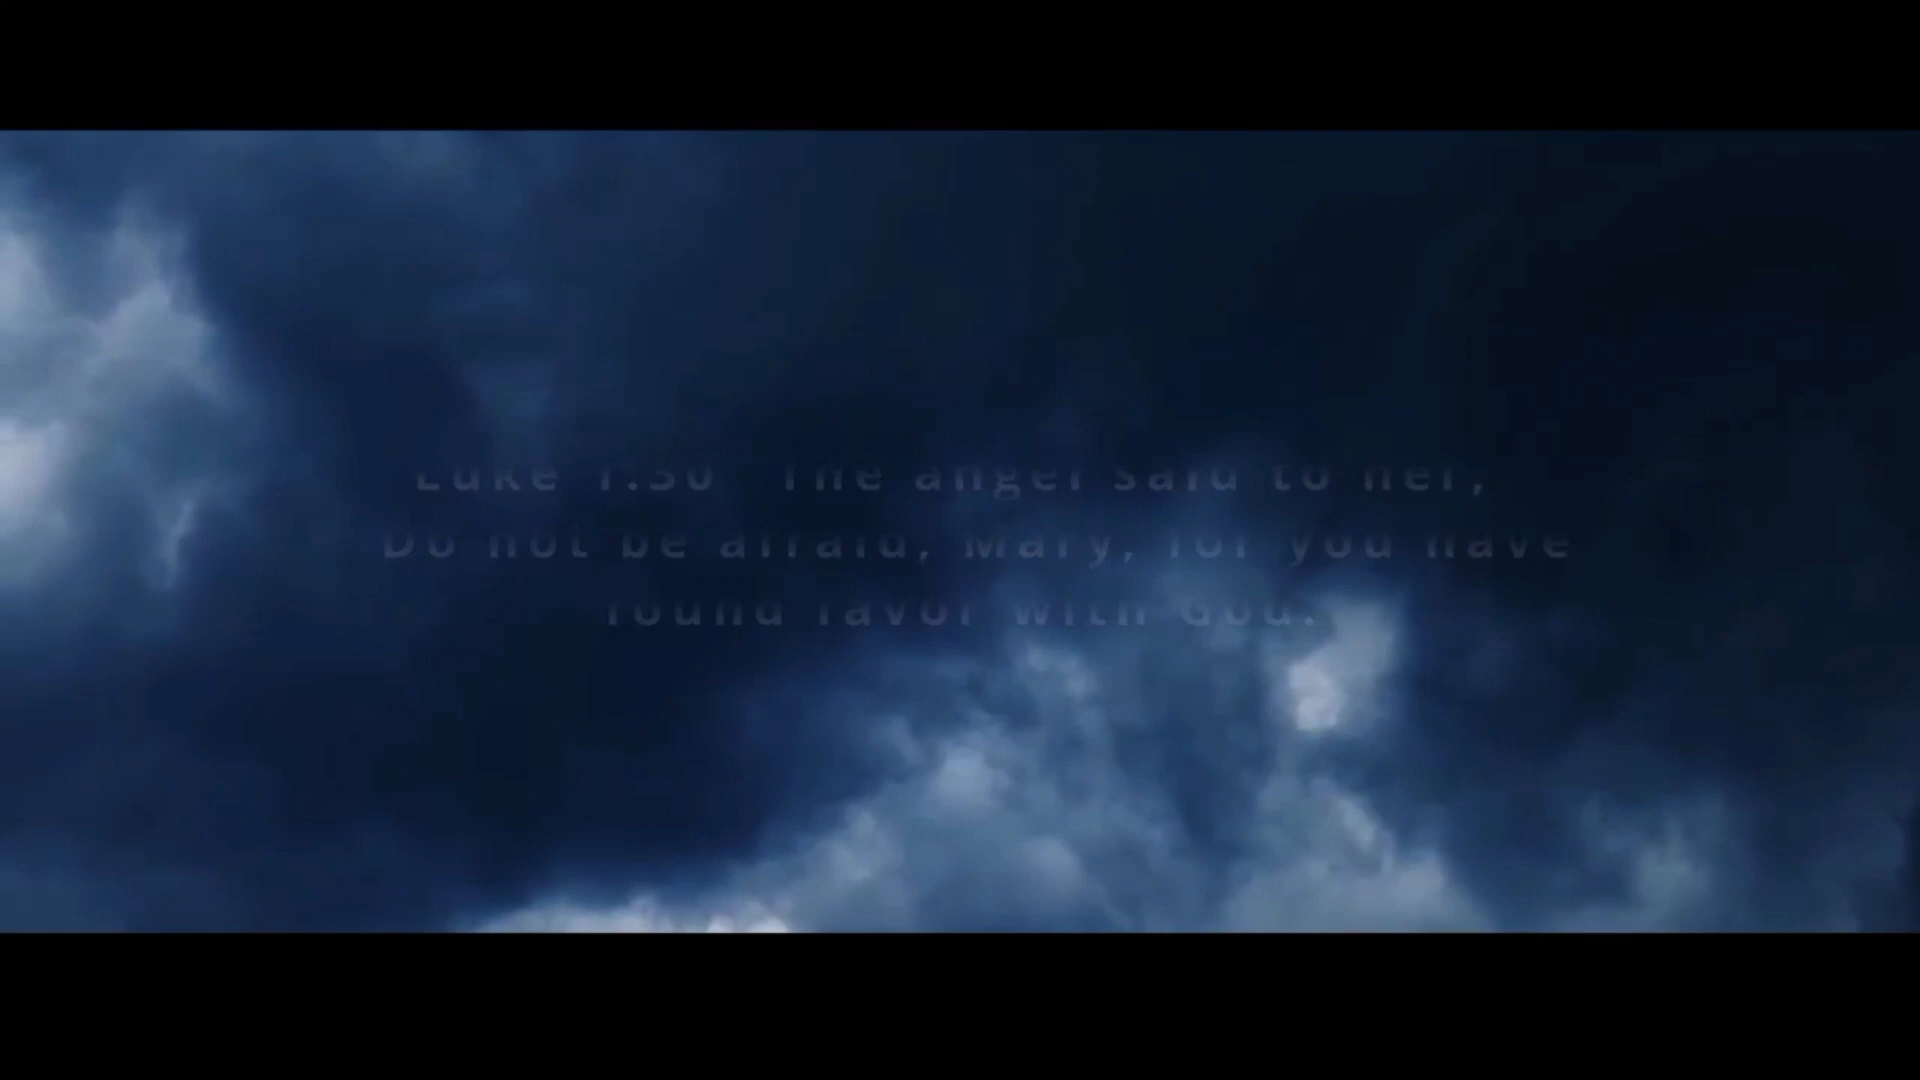 Luke 1:30 The angel said to her,
Do not be afraid, Mary, for you have
found favor with God.